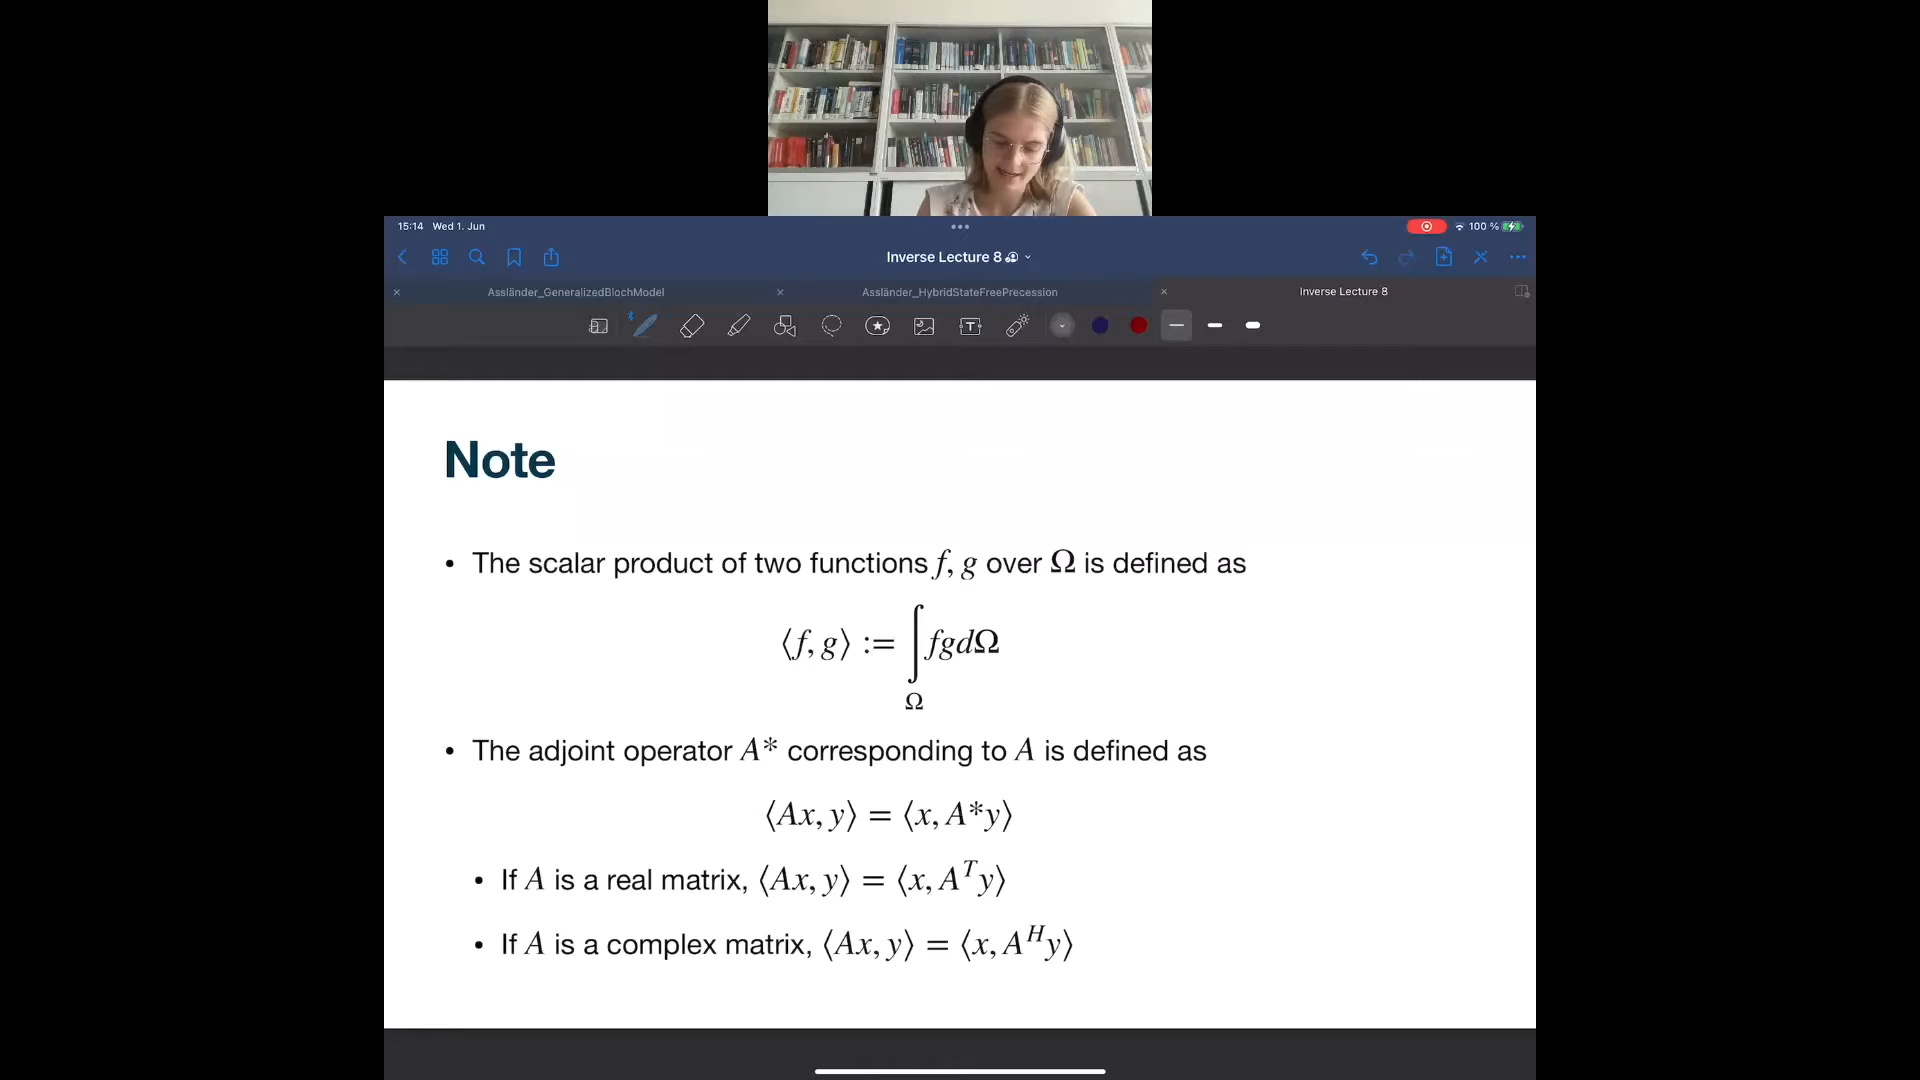 15:14 Wed 1. Jun
100 %
Inverse Lecture 8
Assländer_GeneralizedBlochModel
Assländer_HybridStateFreePrecession
Inverse Lecture 8
Note
• The scalar product of two functions f, g over Ω is defined as
⟨f, g⟩ := ∫ fgdΩ
Ω
• The adjoint operator A* corresponding to A is defined as
⟨Ax, y⟩ = ⟨x, A*y⟩
• If A is a real matrix, ⟨Ax, y⟩ = ⟨x, Aᵀy⟩
• If A is a complex matrix, ⟨Ax, y⟩ = ⟨x, Aᴴy⟩